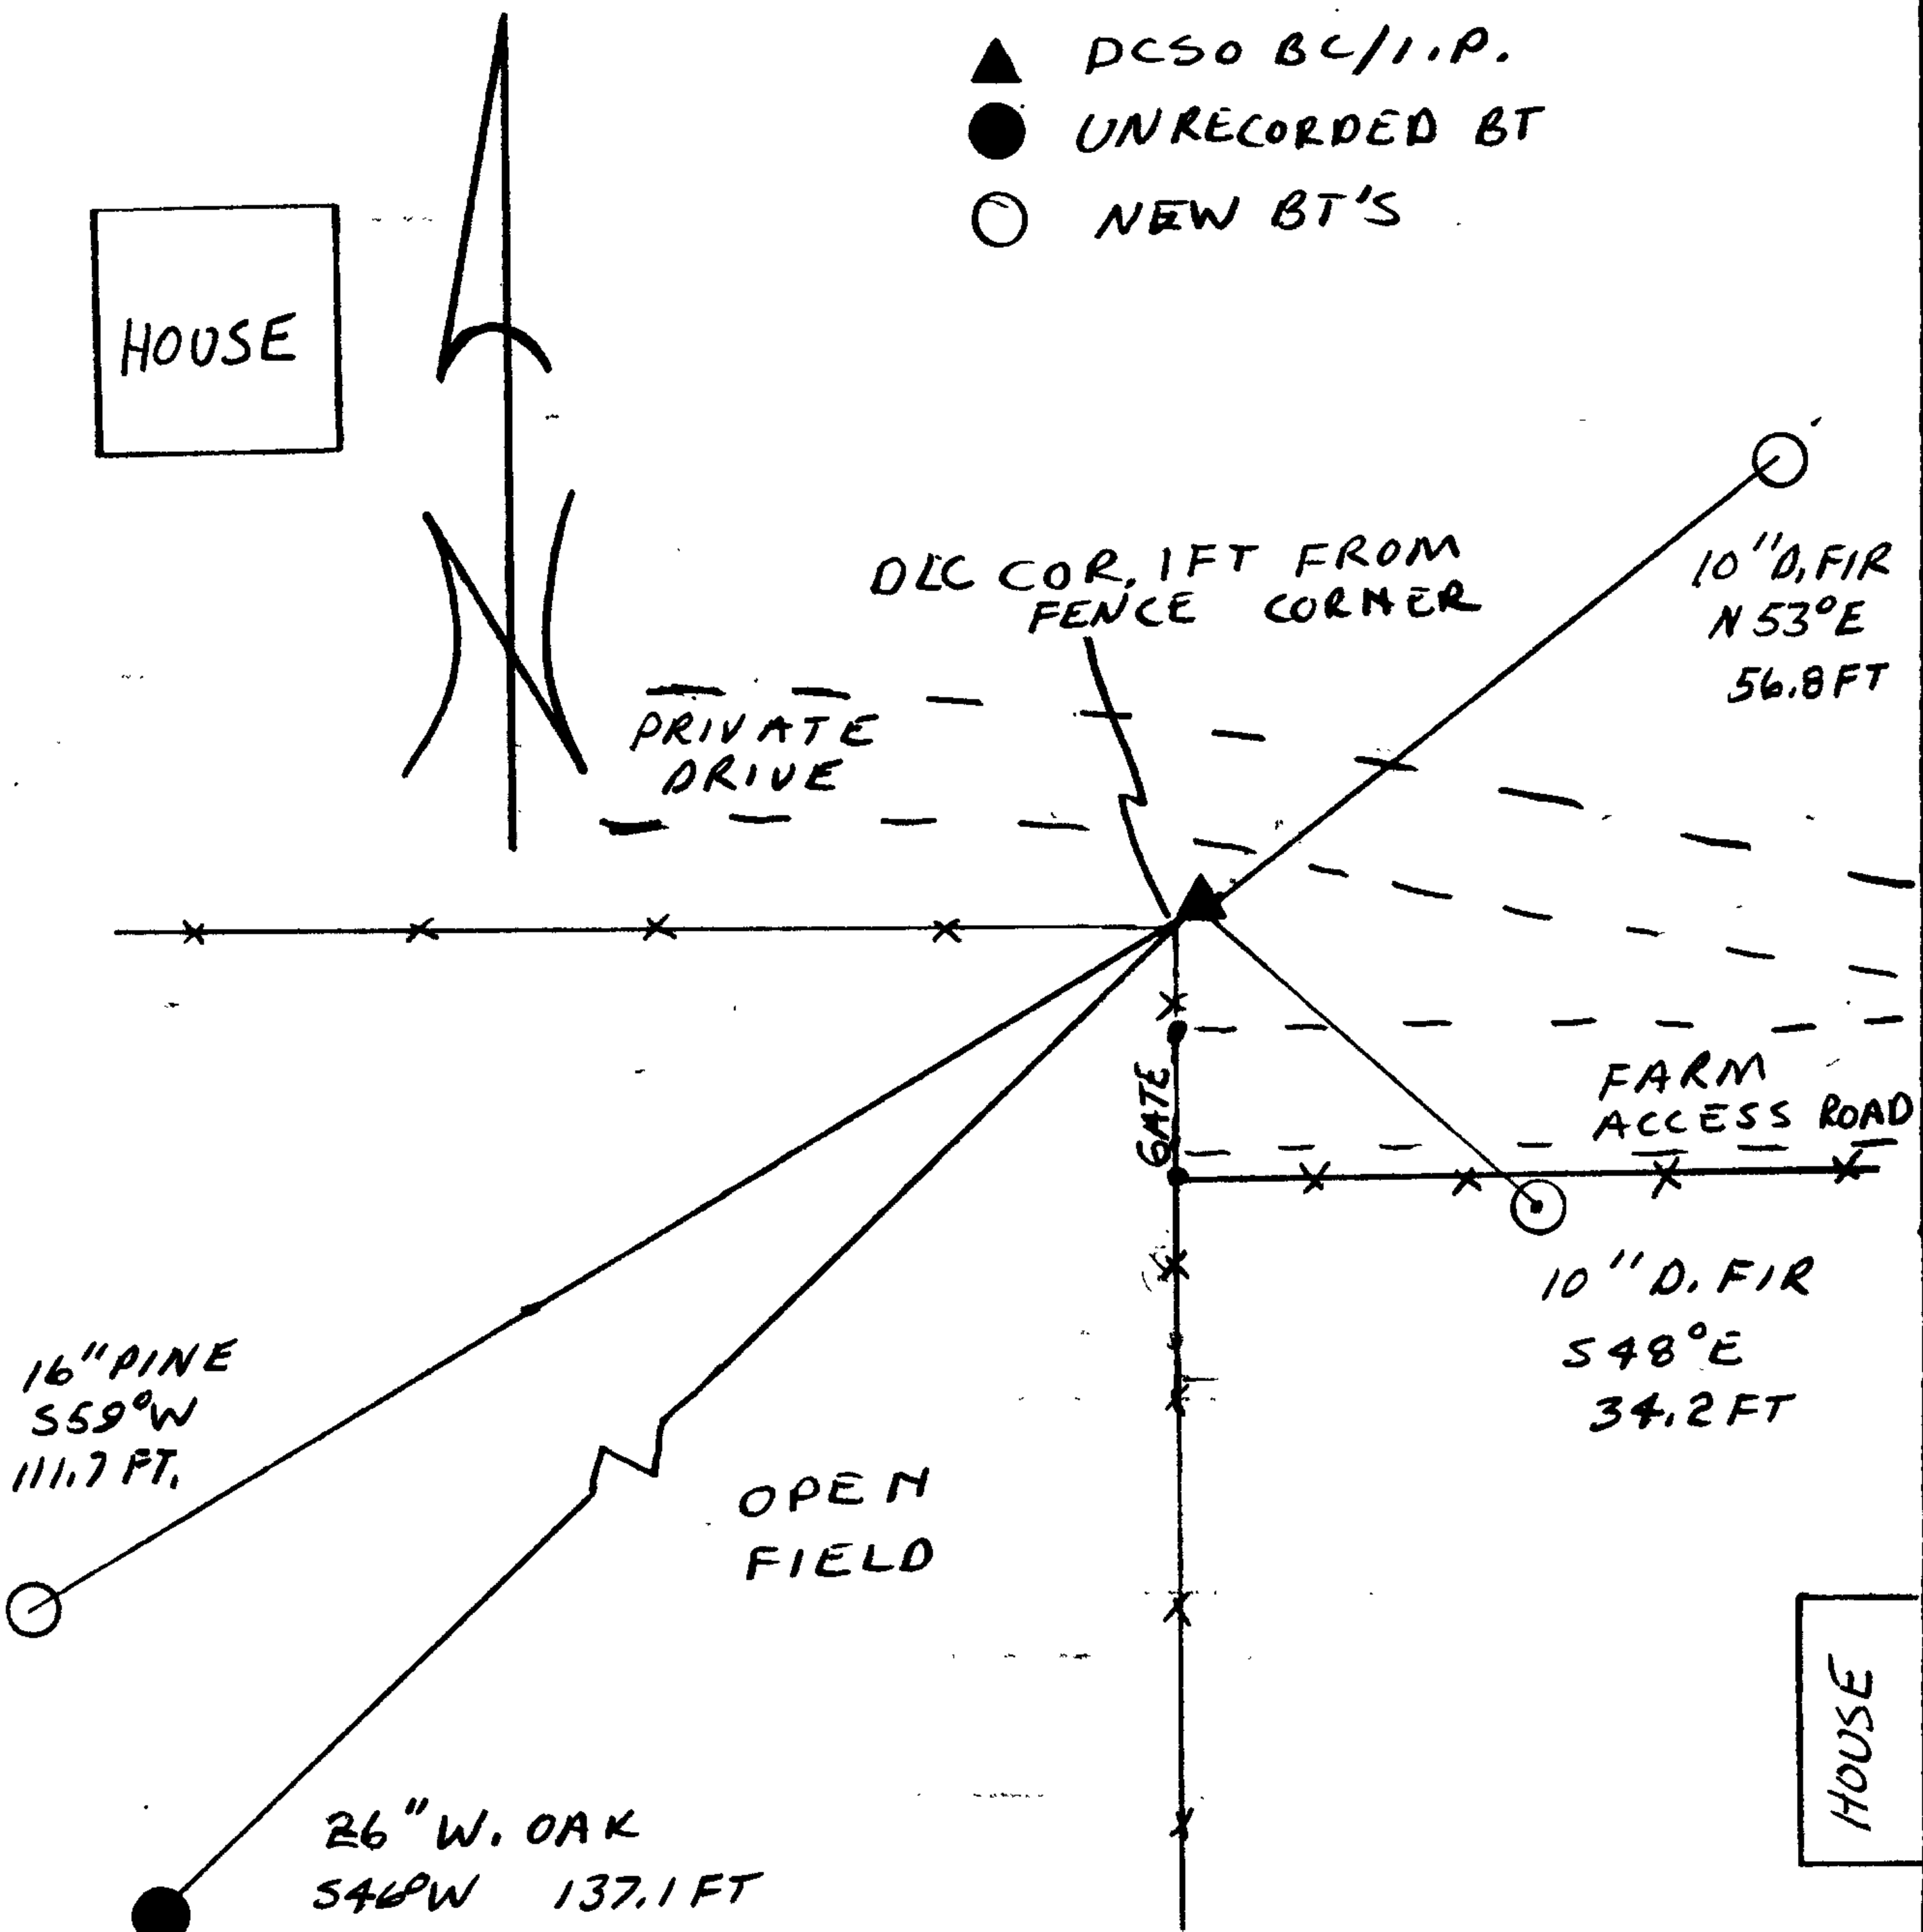 DCSO BC/I.P.
UNRECORDED BT
NEW BT'S
HOUSE
DLC COR. 1FT FROM
FENCE CORNER
10" D. FIR
N53°E
56.8FT
PRIVATE
DRIVE
GATE
FARM
ACCESS ROAD
10" D. FIR
S48°E
34.2FT
16" PINE
S59°W
111.7 FT.
OPEN
FIELD
HOUSE
26" W. OAK
S46°W 137.1FT